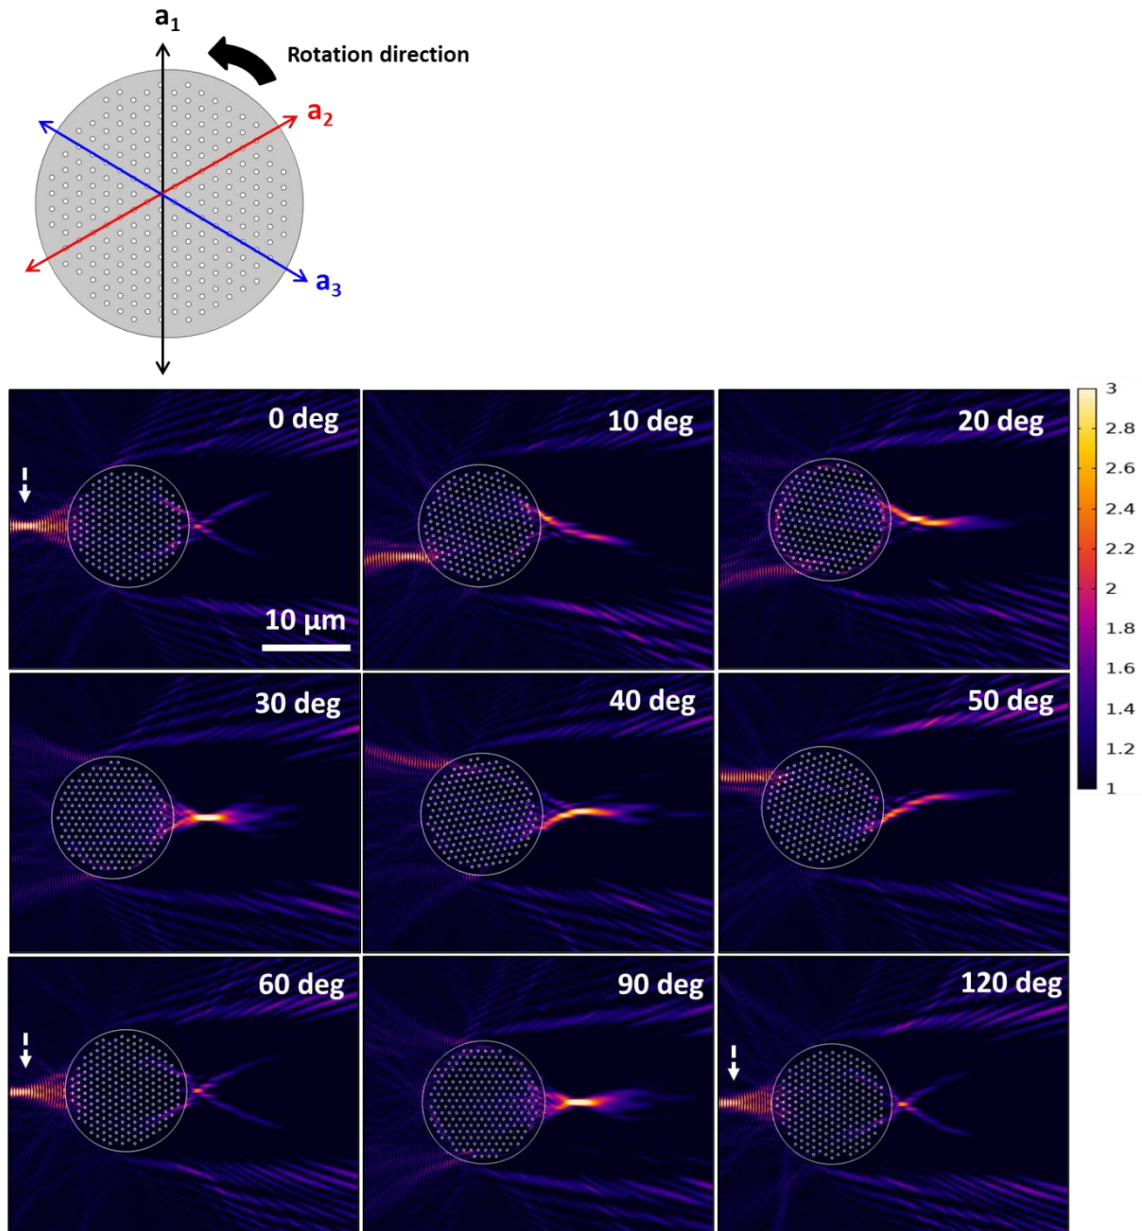 a1
Rotation direction
a2
a3
0 deg
10 deg
20 deg
10 µm
30 deg
40 deg
50 deg
60 deg
90 deg
120 deg
3
2.8
2.6
2.4
2.2
2
1.8
1.6
1.4
1.2
1